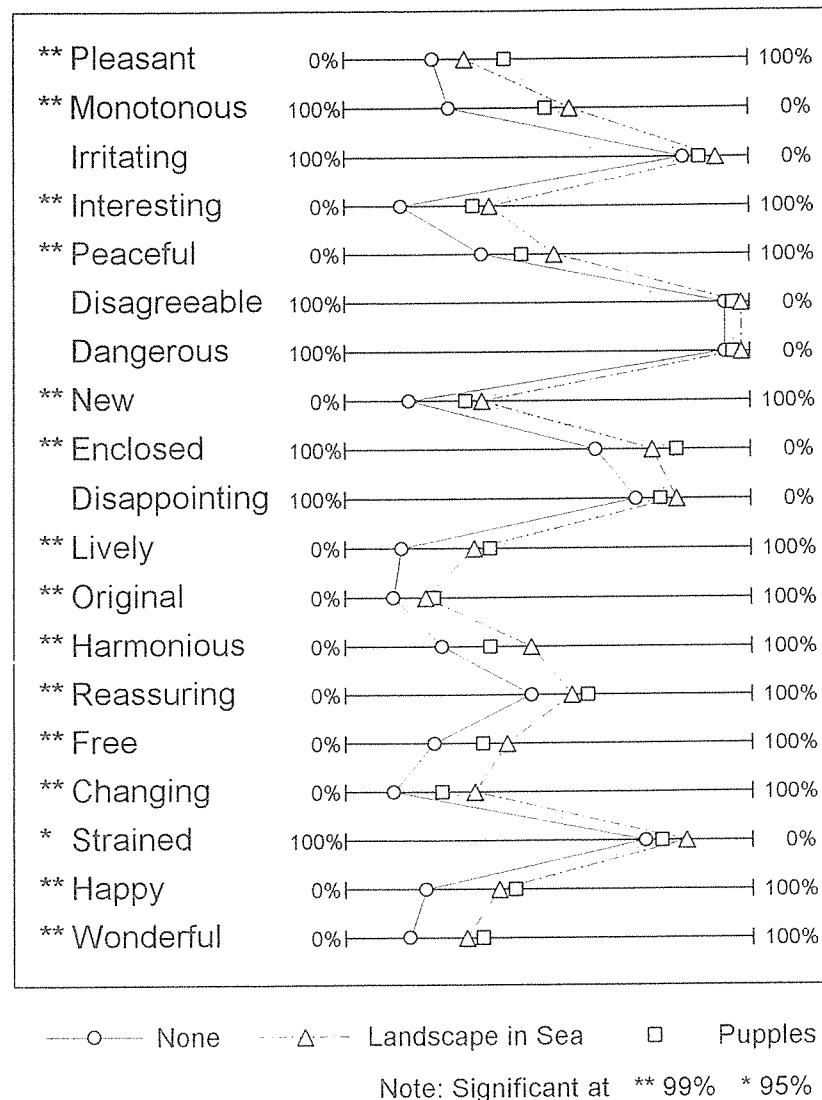 ** Pleasant 0% 100%
** Monotonous 100% 0%
Irritating 100% 0%
** Interesting 0% 100%
** Peaceful 0% 100%
Disagreeable 100% 0%
Dangerous 100% 0%
** New 0% 100%
** Enclosed 100% 0%
Disappointing 100% 0%
** Lively 0% 100%
** Original 0% 100%
** Harmonious 0% 100%
** Reassuring 0% 100%
** Free 0% 100%
** Changing 0% 100%
* Strained 100% 0%
** Happy 0% 100%
** Wonderful 0% 100%
None Landscape in Sea Pupples
Note: Significant at ** 99% * 95%